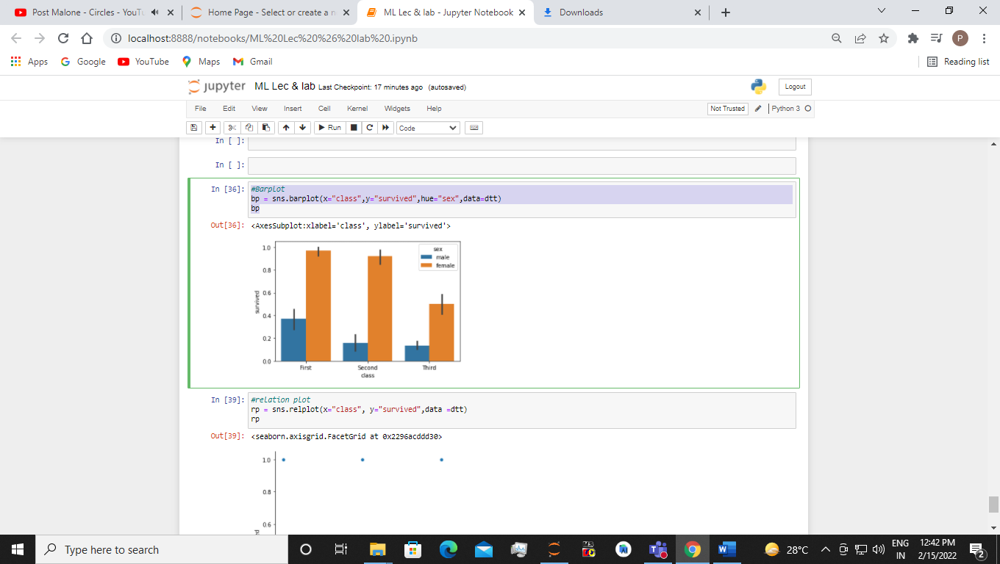 Post Malone - Circles - YouTu
Home Page - Select or create a n
ML Lec & lab - Jupyter Notebook
Downloads
localhost:8888/notebooks/ML%20Lec%20%26%20lab%20.ipynb
P
Apps
Google
YouTube
Maps
Gmail
Reading list
jupyter ML Lec & lab Last Checkpoint: 17 minutes ago (autosaved)
Logout
File Edit View Insert Cell Kernel Widgets Help
Not Trusted
Python 3
Run
Code
In [ ]:
In [ ]:
In [36]: #Barplot
bp = sns.barplot(x="class",y="survived",hue="sex",data=dtt)
bp
Out[36]: <AxesSubplot:xlabel='class', ylabel='survived'>
1.0
0.8
0.6
0.4
0.2
0.0
survived
sex
male
female
First Second Third
class
In [39]: #relation plot
rp = sns.relplot(x="class", y="survived",data =dtt)
rp
Out[39]: <seaborn.axisgrid.FacetGrid at 0x2296acddd30>
1.0
0.8
0.6
Type here to search
28°C
ENG
IN
12:42 PM
2/15/2022
2